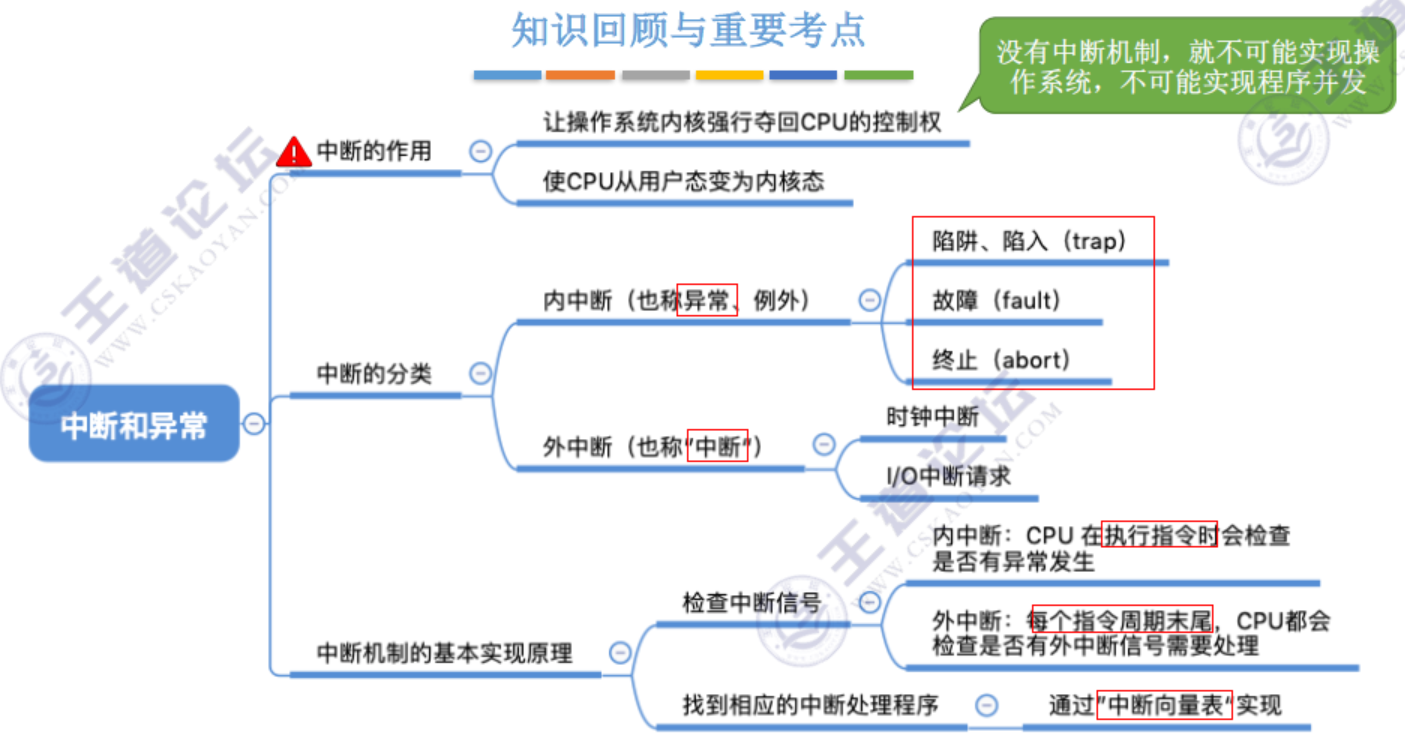 知识回顾与重要考点
没有中断机制，就不可能实现操
作系统，不可能实现程序并发
中断和异常
中断的作用
让操作系统内核强行夺回CPU的控制权
使CPU从用户态变为内核态
中断的分类
内中断（也称异常、例外）
陷阱、陷入（trap）
故障（fault）
终止（abort）
外中断（也称"中断"）
时钟中断
I/O中断请求
中断机制的基本实现原理
检查中断信号
内中断：CPU 在执行指令时会检查
是否有异常发生
外中断：每个指令周期末尾，CPU都会
检查是否有外中断信号需要处理
找到相应的中断处理程序
通过"中断向量表"实现
王道论坛
WWW.CSKAOYAN.COM
王道论坛
WWW.CSKAOYAN.COM